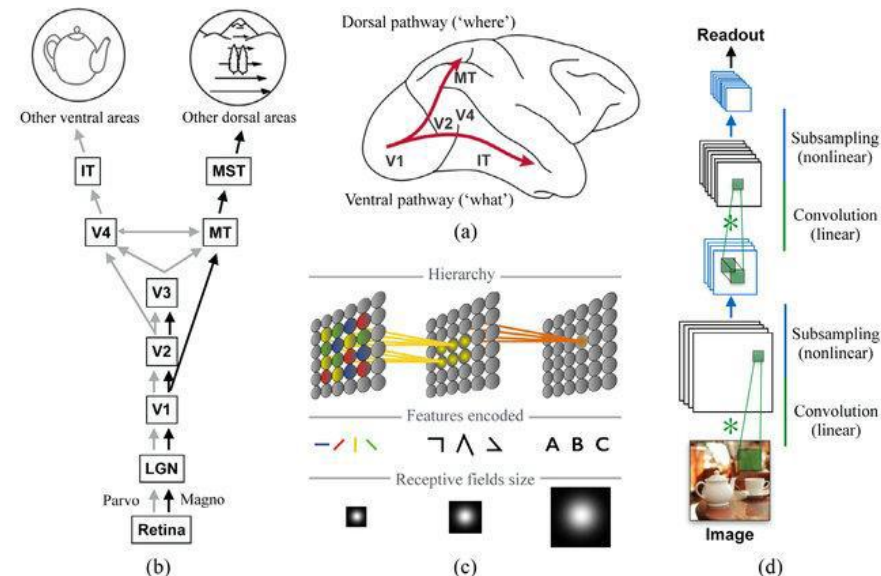 (b)
Other ventral areas
Other dorsal areas
IT
MST
V4
MT
V3
V2
V1
LGN
Parvo
Magno
Retina
Dorsal pathway (‘where’)
MT
V4
V2
V1
IT
Ventral pathway (‘what’)
(a)
Hierarchy
Features encoded
A B C
Receptive fields size
(c)
Readout
Subsampling
(nonlinear)
Convolution
(linear)
*
Subsampling
(nonlinear)
Convolution
(linear)
*
Image
(d)